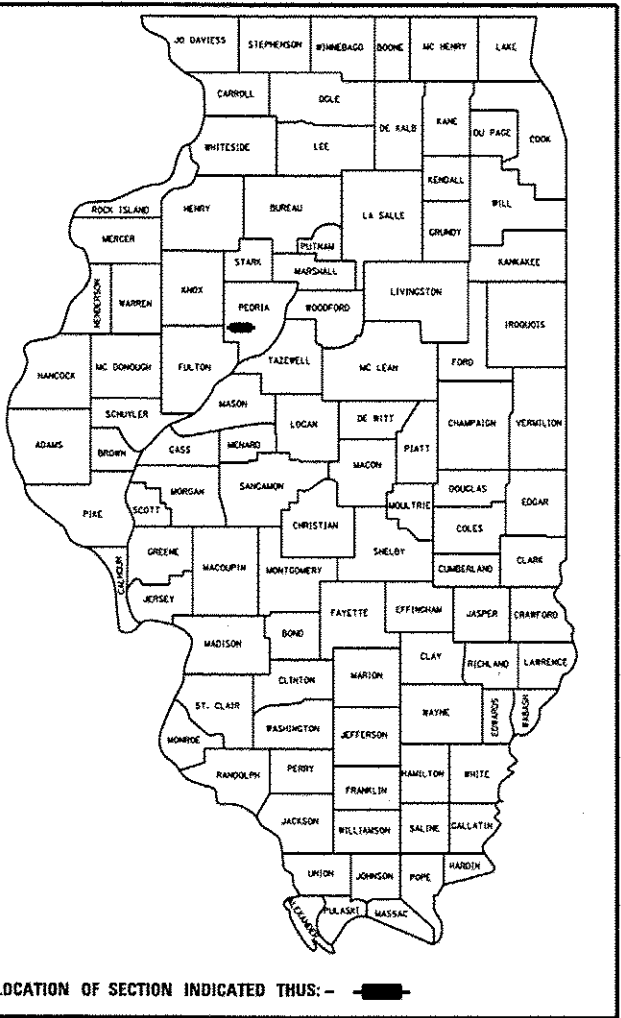 JO DAVIESS STEPHENSON WINNEBAGO BOONE MC HENRY LAKE
CARROLL OGLE DE KALB KANE DU PAGE COOK
WHITESIDE LEE
KENDALL
ROCK ISLAND HENRY BUREAU LA SALLE WILL
MERCER PUTNAM GRUNDY
STARK MARSHALL KANKAKEE
HENDERSON WARREN KNOX PEORIA WOODFORD LIVINGSTON IROQUOIS
HANCOCK MC DONOUGH FULTON TAZEWELL MC LEAN FORD
MASON
SCHUYLER LOGAN DE WITT CHAMPAIGN VERMILION
ADAMS BROWN CASS MENARD PIATT
MACON
MORGAN SANGAMON DOUGLAS
PIKE SCOTT MOULTRIE EDGAR
CHRISTIAN COLES
GREENE SHELBY
CALHOUN MACOUPIN MONTGOMERY CUMBERLAND CLARK
JERSEY
FAYETTE EFFINGHAM JASPER CRAWFORD
MADISON BOND
CLAY RICHLAND LAWRENCE
CLINTON MARION
ST. CLAIR WAYNE EDWARDS WABASH
MONROE WASHINGTON JEFFERSON
RANDOLPH PERRY HAMILTON WHITE
FRANKLIN
JACKSON WILLIAMSON SALINE GALLATIN
UNION JOHNSON POPE HARDIN
ALEXANDER PULASKI MASSAC
LOCATION OF SECTION INDICATED THUS: -